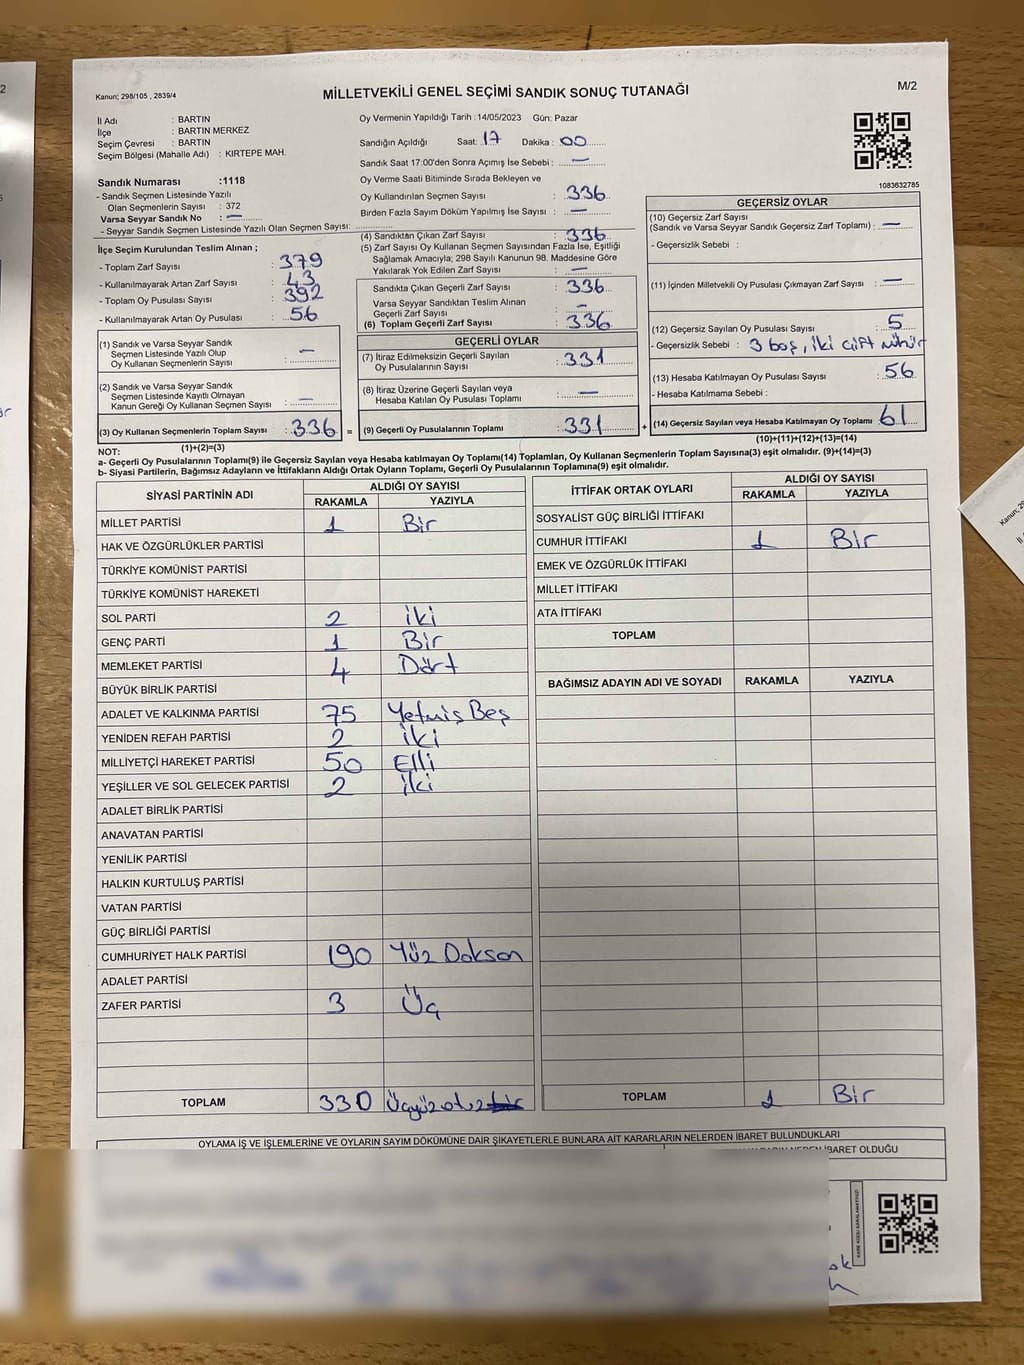 Kanun; 298/105 , 2839/4
MİLLETVEKİLİ GENEL SEÇİMİ SANDIK SONUÇ TUTANAĞI
M/2
İl Adı : BARTIN
İlçe : BARTIN MERKEZ
Seçim Çevresi : BARTIN
Seçim Bölgesi (Mahalle Adı) : KIRTEPE MAH.
Sandık Numarası :1118
- Sandık Seçmen Listesinde Yazılı
Olan Seçmenlerin Sayısı : 372
Varsa Seyyar Sandık No : —
- Seyyar Sandık Seçmen Listesinde Yazılı Olan Seçmen Sayısı:
Oy Vermenin Yapıldığı Tarih :14/05/2023 Gün: Pazar
Sandığın Açıldığı Saat: 17 Dakika : 00
Sandık Saat 17:00'den Sonra Açımış İse Sebebi : —
Oy Verme Saati Bitiminde Sırada Bekleyen ve
Oy Kullandırılan Seçmen Sayısı : 336
Birden Fazla Sayım Döküm Yapılmış İse Sayısı : —
1083632785
İlçe Seçim Kurulundan Teslim Alınan ;
- Toplam Zarf Sayısı : 379
- Kullanılmayarak Artan Zarf Sayısı : 43
- Toplam Oy Pusulası Sayısı : 392
- Kullanılmayarak Artan Oy Pusulası : 56
(1) Sandık ve Varsa Seyyar Sandık
Seçmen Listesinde Yazılı Olup
Oy Kullanan Seçmenlerin Sayısı : —
(2) Sandık ve Varsa Seyyar Sandık
Seçmen Listesinde Kayıtlı Olmayan
Kanun Gereği Oy Kullanan Seçmen Sayısı : —
(3) Oy Kullanan Seçmenlerin Toplam Sayısı : 336 =
(1)+(2)=(3)
(4) Sandıktan Çıkan Zarf Sayısı : 336
(5) Zarf Sayısı Oy Kullanan Seçmen Sayısından Fazla İse, Eşitliği
Sağlamak Amacıyla; 298 Sayılı Kanunun 98. Maddesine Göre
Yakılarak Yok Edilen Zarf Sayısı : —
Sandıkta Çıkan Geçerli Zarf Sayısı : 336
Varsa Seyyar Sandıktan Teslim Alınan
Geçerli Zarf Sayısı : —
(6) Toplam Geçerli Zarf Sayısı : 336
GEÇERLİ OYLAR
(7) İtiraz Edilmeksizin Geçerli Sayılan
Oy Pusulalarının Sayısı : 331
(8) İtiraz Üzerine Geçerli Sayılan veya
Hesaba Katılan Oy Pusulası Toplamı : —
(9) Geçerli Oy Pusulalarının Toplamı : 331 +
GEÇERSİZ OYLAR
(10) Geçersiz Zarf Sayısı
(Sandık ve Varsa Seyyar Sandık Geçersiz Zarf Toplamı) : —
- Geçersizlik Sebebi :
(11) İçinden Milletvekili Oy Pusulası Çıkmayan Zarf Sayısı : —
(12) Geçersiz Sayılan Oy Pusulası Sayısı : 5
- Geçersizlik Sebebi : 3 boş, iki çift mühür
(13) Hesaba Katılmayan Oy Pusulası Sayısı : 56
- Hesaba Katılmama Sebebi :
(14) Geçersiz Sayılan veya Hesaba Katılmayan Oy Toplamı : 61
(10)+(11)+(12)+(13)=(14)
NOT:
a- Geçerli Oy Pusulalarının Toplamı(9) ile Geçersiz Sayılan veya Hesaba katılmayan Oy Toplamı(14) Toplamları, Oy Kullanan Seçmenlerin Toplam Sayısına(3) eşit olmalıdır. (9)+(14)=(3)
b- Siyasi Partilerin, Bağımsız Adayların ve İttifakların Aldığı Ortak Oyların Toplamı, Geçerli Oy Pusulalarının Toplamına(9) eşit olmalıdır.
SİYASİ PARTİNİN ADI ALDIĞI OY SAYISI
RAKAMLA YAZIYLA
MİLLET PARTİSİ 1 Bir
HAK VE ÖZGÜRLÜKLER PARTİSİ
TÜRKİYE KOMÜNİST PARTİSİ
TÜRKİYE KOMÜNİST HAREKETİ
SOL PARTİ 2 İki
GENÇ PARTİ 1 Bir
MEMLEKET PARTİSİ 4 Dört
BÜYÜK BİRLİK PARTİSİ
ADALET VE KALKINMA PARTİSİ 75 Yetmiş Beş
YENİDEN REFAH PARTİSİ 2 İki
MİLLİYETÇİ HAREKET PARTİSİ 50 Elli
YEŞİLLER VE SOL GELECEK PARTİSİ 2 İki
ADALET BİRLİK PARTİSİ
ANAVATAN PARTİSİ
YENİLİK PARTİSİ
HALKIN KURTULUŞ PARTİSİ
VATAN PARTİSİ
GÜÇ BİRLİĞİ PARTİSİ
CUMHURİYET HALK PARTİSİ 190 Yüz Doksan
ADALET PARTİSİ
ZAFER PARTİSİ 3 Üç
TOPLAM 330 Üçyüzotuz
İTTİFAK ORTAK OYLARI ALDIĞI OY SAYISI
RAKAMLA YAZIYLA
SOSYALİST GÜÇ BİRLİĞİ İTTİFAKI
CUMHUR İTTİFAKI 1 Bir
EMEK VE ÖZGÜRLÜK İTTİFAKI
MİLLET İTTİFAKI
ATA İTTİFAKI
TOPLAM
BAĞIMSIZ ADAYIN ADI VE SOYADI RAKAMLA YAZIYLA
TOPLAM 1 Bir
OYLAMA İŞ VE İŞLEMLERİNE VE OYLARIN SAYIM DÖKÜMÜNE DAİR ŞİKAYETLERLE BUNLARA AİT KARARLARIN NELERDEN İBARET BULUNDUKLARI
İBARET OLDUĞU